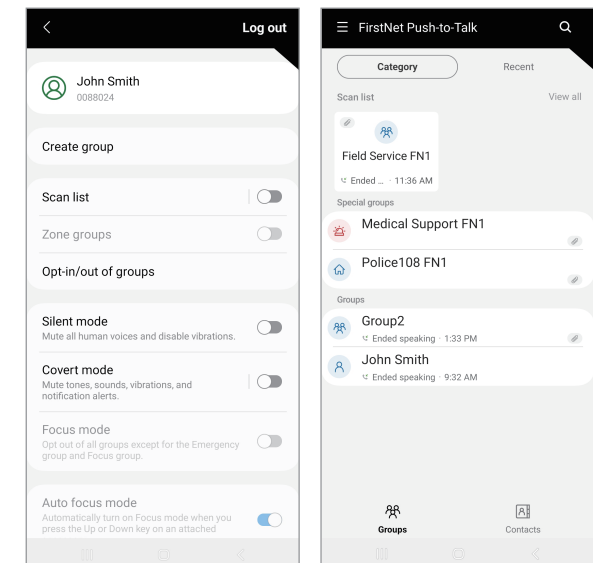 Log out
John Smith
0088024
Create group
Scan list
Zone groups
Opt-in/out of groups
Silent mode
Mute all human voices and disable vibrations.
Covert mode
Mute tones, sounds, vibrations, and
notification alerts.
Focus mode
Opt out of all groups except for the Emergency
group and Focus group.
Auto focus mode
Automatically turn on Focus mode when you
press the Up or Down key on an attached
FirstNet Push-to-Talk
Category
Recent
Scan list
View all
Field Service FN1
Ended ... · 11:36 AM
Special groups
Medical Support FN1
Police108 FN1
Groups
Group2
Ended speaking · 1:33 PM
John Smith
Ended speaking · 9:32 AM
Groups
Contacts